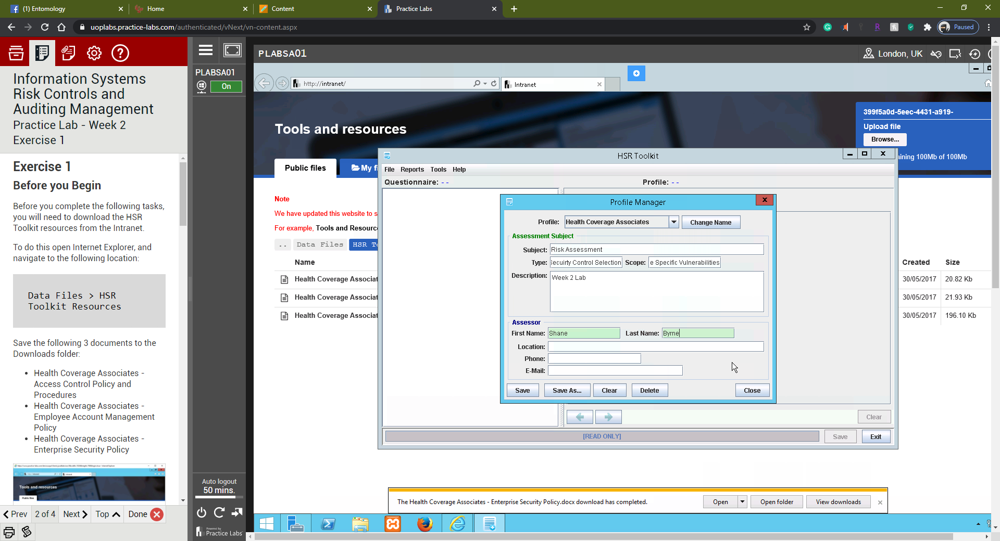 (1) Entomology
Home
Content
Practice Labs
uoplabs.practice-labs.com/authenticated/vNext/vn-content.aspx
Paused
Information Systems
Risk Controls and
Auditing Management
Practice Lab - Week 2
Exercise 1
Exercise 1
Before you Begin
Before you complete the following tasks,
you will need to download the HSR
Toolkit resources from the Intranet.
To do this open Internet Explorer, and
navigate to the following location:
Data Files > HSR
Toolkit Resources
Save the following 3 documents to the
Downloads folder:
• Health Coverage Associates -
Access Control Policy and
Procedures
• Health Coverage Associates -
Employee Account Management
Policy
• Health Coverage Associates -
Enterprise Security Policy
Tools and resources
Public files
Prev
2 of 4
Next
Top
Done
PLABSA01
On
Auto logout
50 mins.
Powered by
Practice Labs
PLABSA01
London, UK
http://intranet/
Intranet
Tools and resources
399f5a0d-5eec-4431-a919-
Upload file
Browse...
aining 100Mb of 100Mb
Public files
My fi
Note
We have updated this website to s
For example, Tools and Resourc
..
Data Files
HSR To
Name
Created
Size
Health Coverage Associat
30/05/2017
20.82 Kb
Health Coverage Associat
30/05/2017
21.93 Kb
Health Coverage Associat
30/05/2017
196.10 Kb
HSR Toolkit
File
Reports
Tools
Help
Questionnaire: - -
Profile: - -
Profile Manager
Profile:
Health Coverage Associates
Change Name
Assessment Subject
Subject:
Risk Assessment
Type:
Secuirty Control Selection
Scope:
e Specific Vulnerabilities
Description:
Week 2 Lab
Assessor
First Name:
Shane
Last Name:
Byrne
Location:
Phone:
E-Mail:
Save
Save As...
Clear
Delete
Close
Clear
[READ ONLY]
Save
Exit
The Health Coverage Associates - Enterprise Security Policy.docx download has completed.
Open
Open folder
View downloads